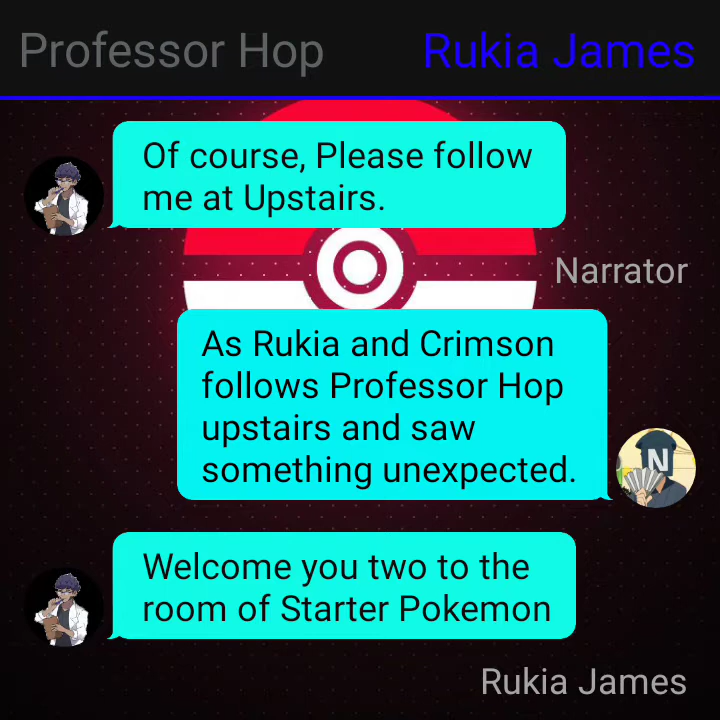 Professor Hop Rukia James
Of course, Please follow
me at Upstairs.
Narrator
As Rukia and Crimson
follows Professor Hop
upstairs and saw
something unexpected.
N
Welcome you two to the
room of Starter Pokemon
Rukia James